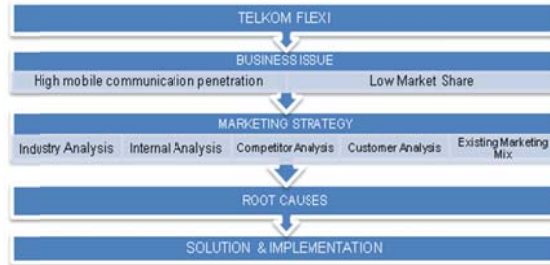 TELKOM FLEXI
BUSINESS ISSUE
High mobile communication penetration Low Market Share
MARKETING STRATEGY
Industry Analysis Internal Analysis Competitor Analysis Customer Analysis Existing Marketing Mix
ROOT CAUSES
SOLUTION & IMPLEMENTATION